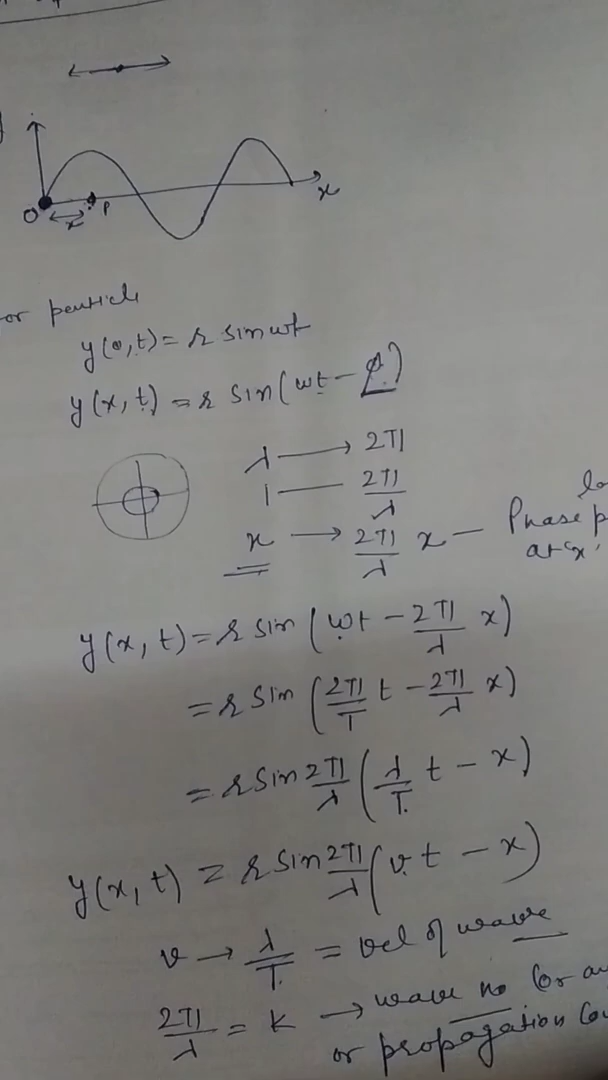 O x P x
or particle
y(0,t) = r sin ωt
y(x,t) = r sin(ωt − φ)
λ → 2π
1 — 2π/λ
x → 2π/λ x — Phase
at 'x'
y(x,t) = r sin (ωt − 2π/λ x)
= r sin (2π/T t − 2π/λ x)
= r sin 2π/λ (λ/T t − x)
y(x,t) = r sin 2π/λ (v t − x)
v → λ/T = vel of wave
2π/λ = K → wave no (or
or propagation